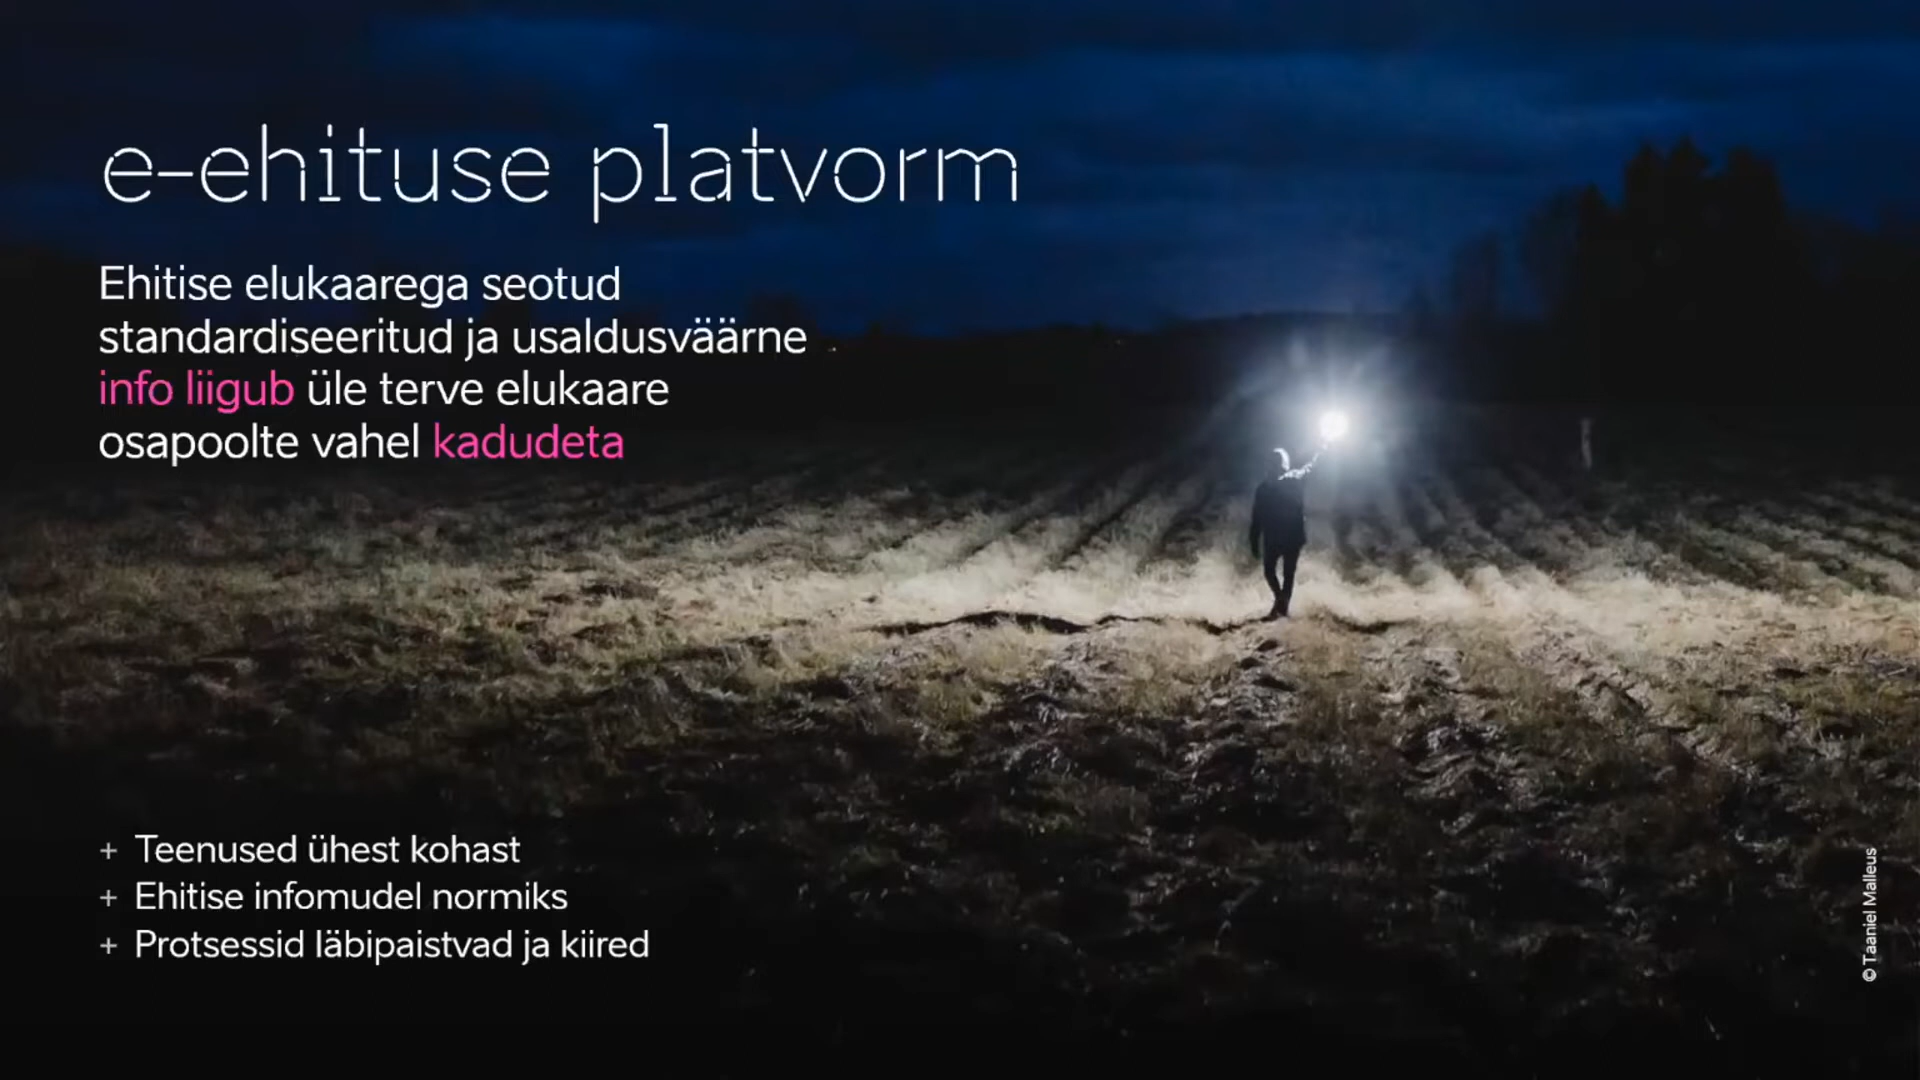 e-ehituse platvorm
Ehitise elukaarega seotud
standardiseeritud ja usaldusväärne
info liigub üle terve elukaare
osapoolte vahel kadudeta
+ Teenused ühest kohast
+ Ehitise infomudel normiks
+ Protsessid läbipaistvad ja kiired
© Taaniel Malleus